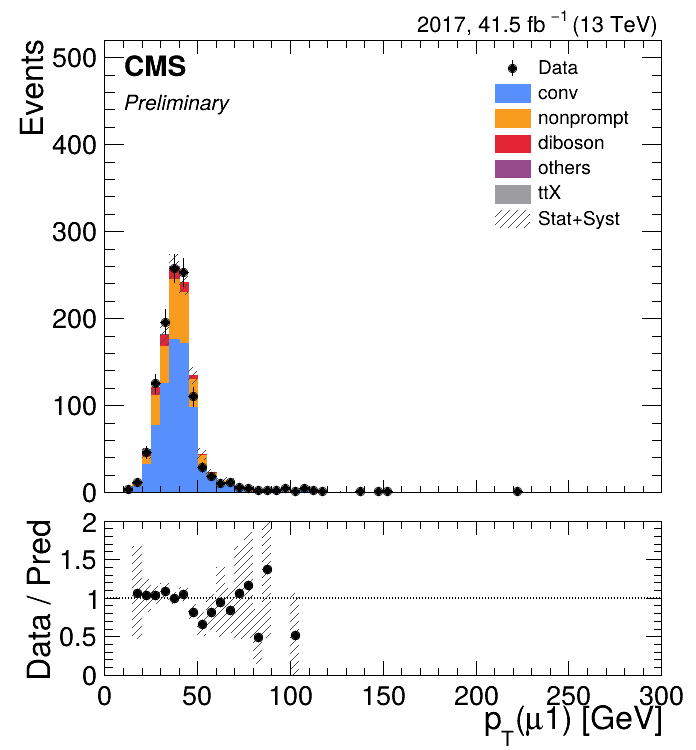 2017, 41.5 fb⁻¹ (13 TeV)
CMS
Preliminary
Events
500
400
300
200
100
0
Data
conv
nonprompt
diboson
others
ttX
Stat+Syst
Data / Pred
2
1.5
1
0.5
0
0 50 100 150 200 250 300
p_T(μ1) [GeV]